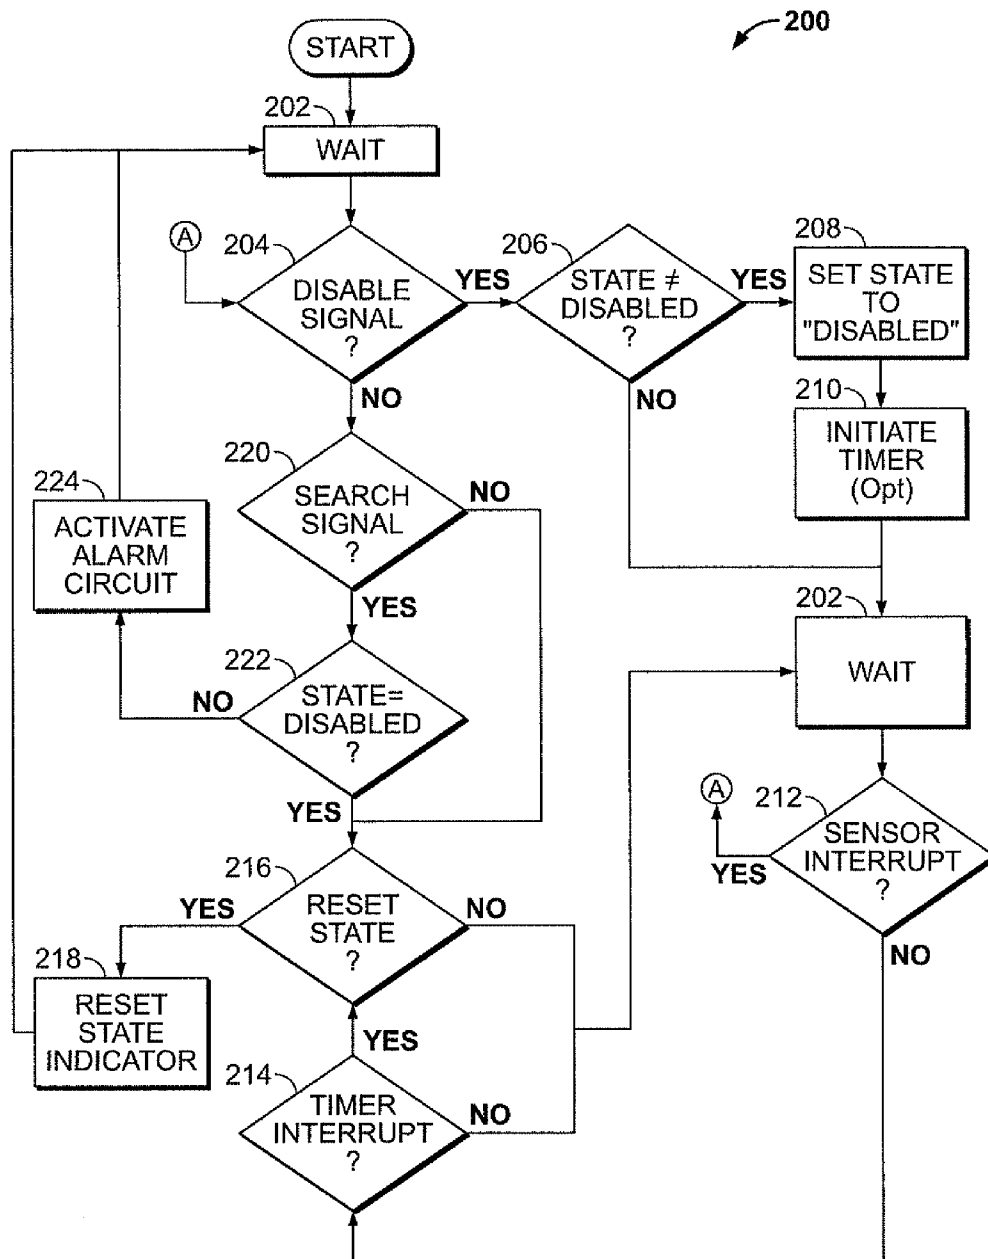 200
START
202
WAIT
A
204
DISABLE
SIGNAL
?
YES
NO
206
STATE ≠
DISABLED
?
YES
NO
208
SET STATE
TO
"DISABLED"
210
INITIATE
TIMER
(Opt)
220
SEARCH
SIGNAL
?
NO
YES
224
ACTIVATE
ALARM
CIRCUIT
222
STATE=
DISABLED
?
NO
YES
202
WAIT
A
212
SENSOR
INTERRUPT
?
YES
NO
216
RESET
STATE
?
YES
NO
218
RESET
STATE
INDICATOR
214
TIMER
INTERRUPT
?
YES
NO